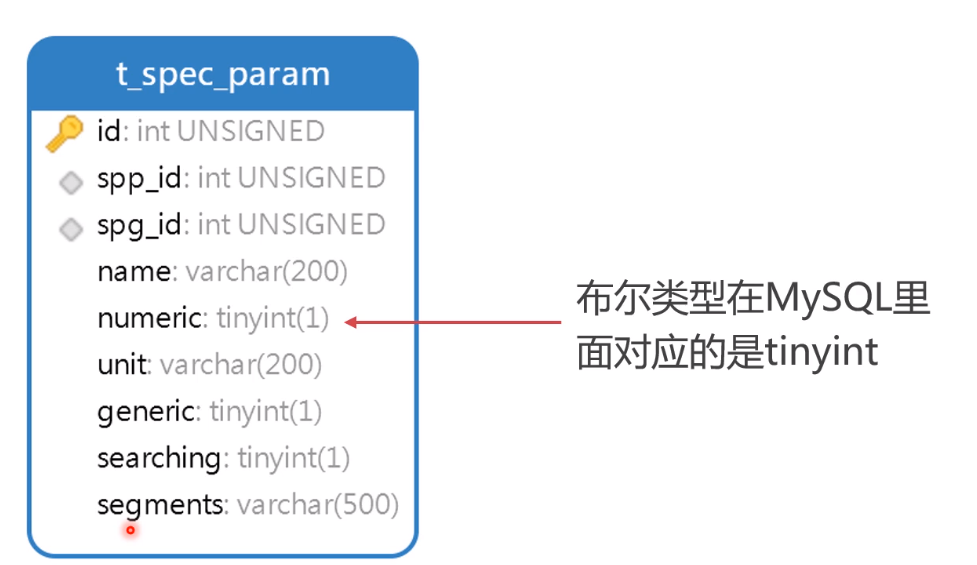 t_spec_param
id: int UNSIGNED
spp_id: int UNSIGNED
spg_id: int UNSIGNED
name: varchar(200)
numeric: tinyint(1)
unit: varchar(200)
generic: tinyint(1)
searching: tinyint(1)
segments: varchar(500)
布尔类型在MySQL里
面对应的是tinyint